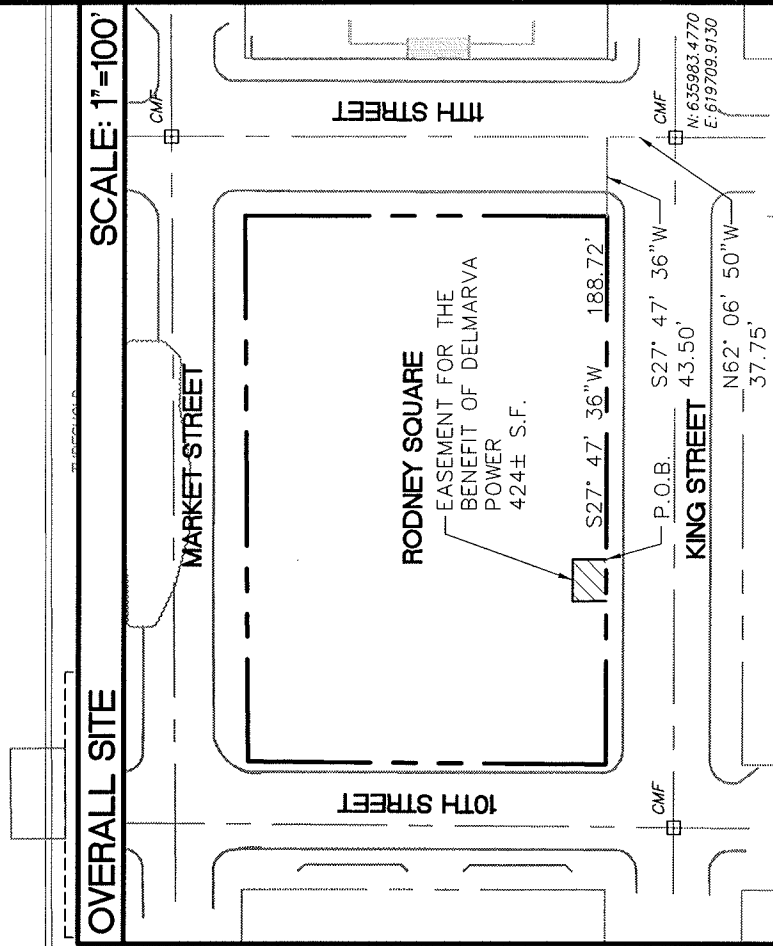 OVERALL SITE
SCALE: 1"=100'
MARKET STREET
CMF
11TH STREET
RODNEY SQUARE
EASEMENT FOR THE
BENEFIT OF DELMARVA
POWER
424± S.F.
S27° 47' 36"W 188.72'
P.O.B.
S27° 47' 36"W
43.50'
CMF
N: 635983.4770
E: 619709.9130
KING STREET
N62° 06' 50"W
37.75'
10TH STREET
CMF